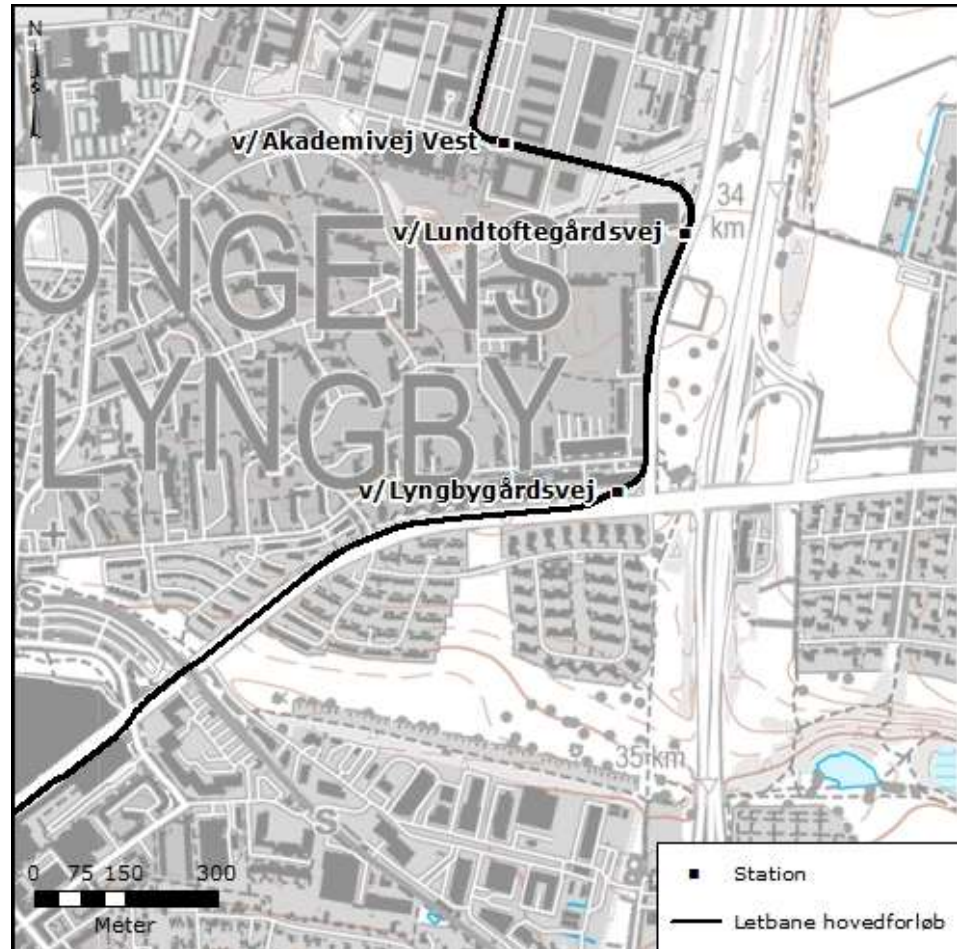 N
v/Akademivej Vest
34
km
v/Lundtoftegårdsvej
ONGENS
LYNGBY
v/Lyngbygårdsvej
S
35 km
S
0 75 150 300
Meter
Station
Letbane hovedforløb